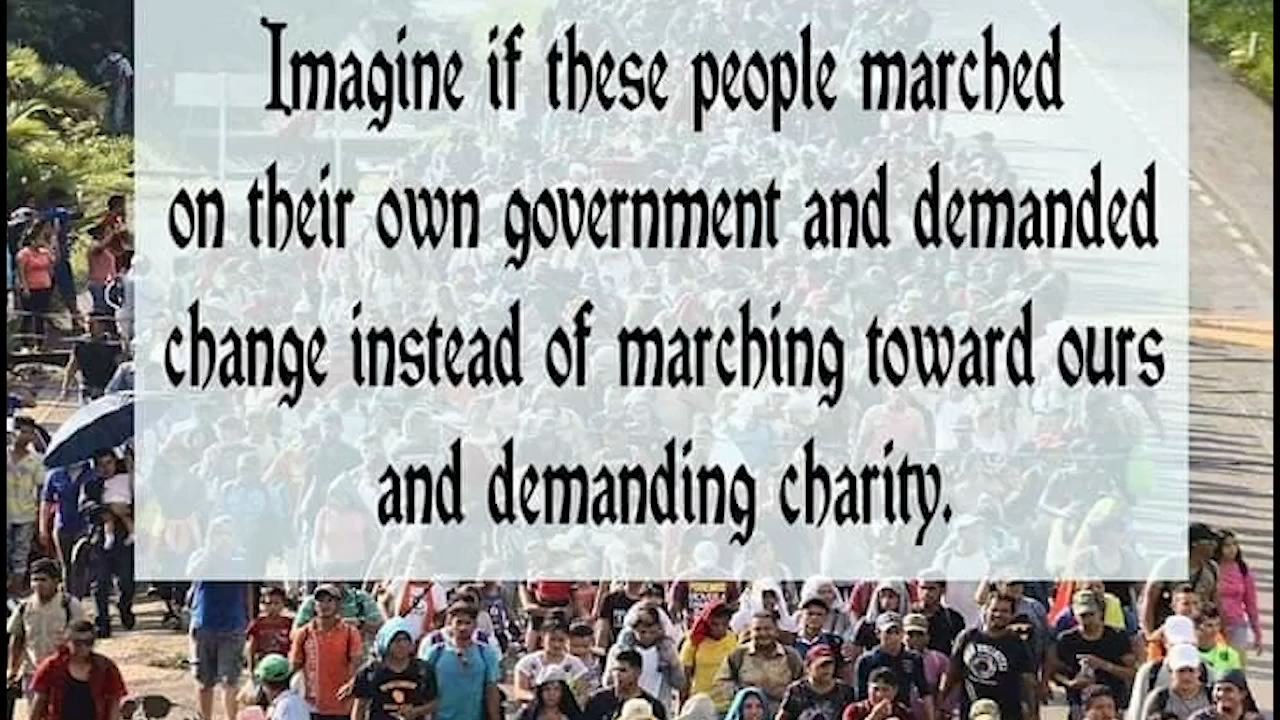 Imagine if these people marched
on their own government and demanded
change instead of marching toward ours
and demanding charity.